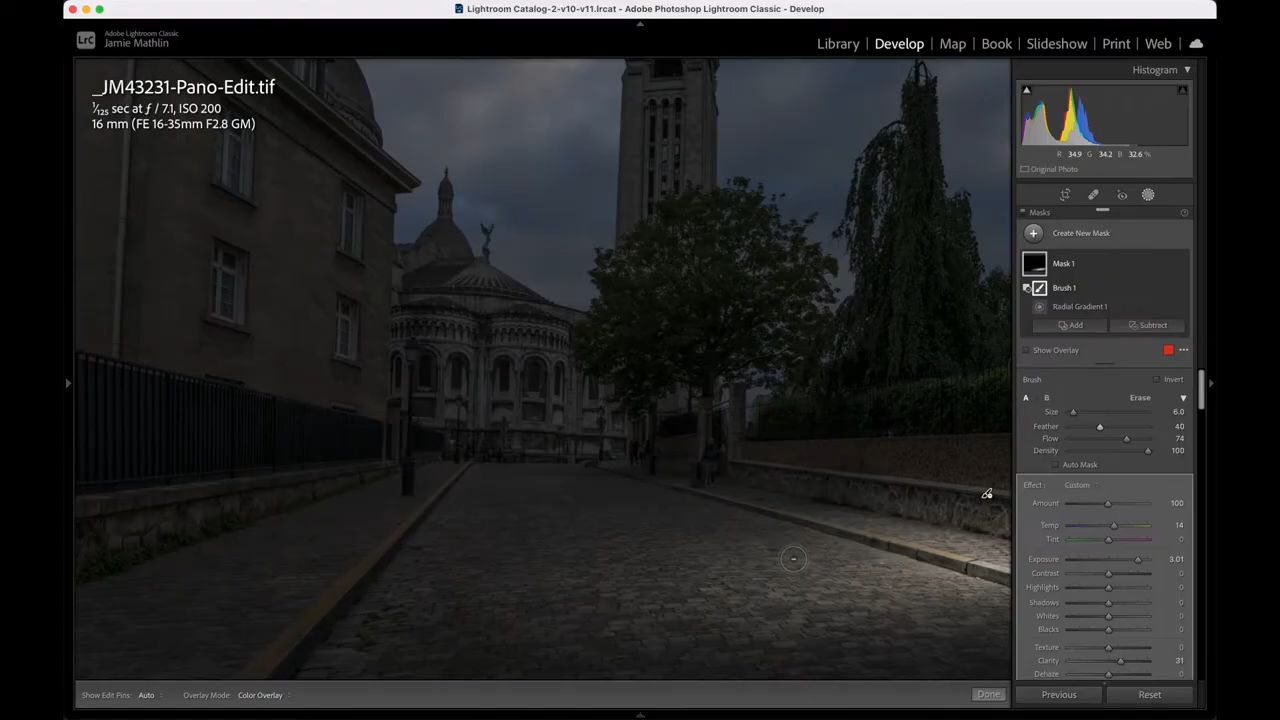 Lightroom Catalog-2-v10-v11.lrcat - Adobe Photoshop Lightroom Classic - Develop
LrC
Adobe Lightroom Classic
Jamie Mathlin
Library | Develop | Map | Book | Slideshow | Print | Web
_JM43231-Pano-Edit.tif
1/125 sec at ƒ / 7.1, ISO 200
16 mm (FE 16-35mm F2.8 GM)
Histogram
R 34.9 G 34.2 B 32.6 %
Original Photo
Masks
Create New Mask
Mask 1
Brush 1
Radial Gradient 1
Add Subtract
Show Overlay
Brush Invert
A B Erase
Size 6.0
Feather 40
Flow 74
Density 100
Auto Mask
Effect : Custom
Amount 100
Temp 14
Tint 0
Exposure 3.01
Contrast 0
Highlights 0
Shadows 0
Whites 0
Blacks 0
Texture 0
Clarity 31
Dehaze 0
Show Edit Pins: Auto Overlay Mode: Color Overlay Done
Previous Reset